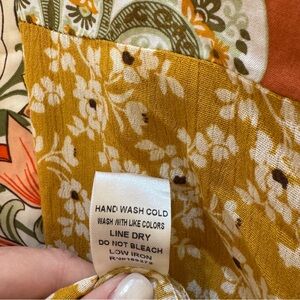 HAND WASH COLD
WASH WITH LIKE COLORS
LINE DRY
DO NOT BLEACH
LOW IRON